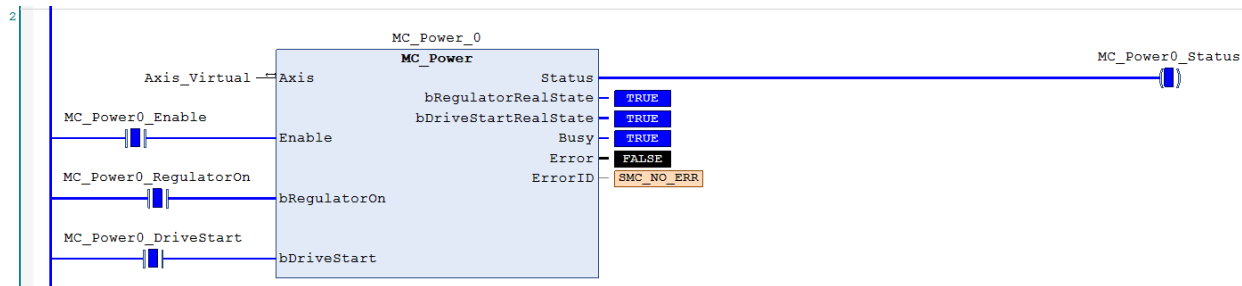 2
MC_Power_0
MC_Power
MC_Power0_Status
Axis_Virtual Axis Status
bRegulatorRealState TRUE
MC_Power0_Enable bDriveStartRealState TRUE
Enable Busy TRUE
Error FALSE
MC_Power0_RegulatorOn ErrorID SMC_NO_ERR
bRegulatorOn
MC_Power0_DriveStart
bDriveStart